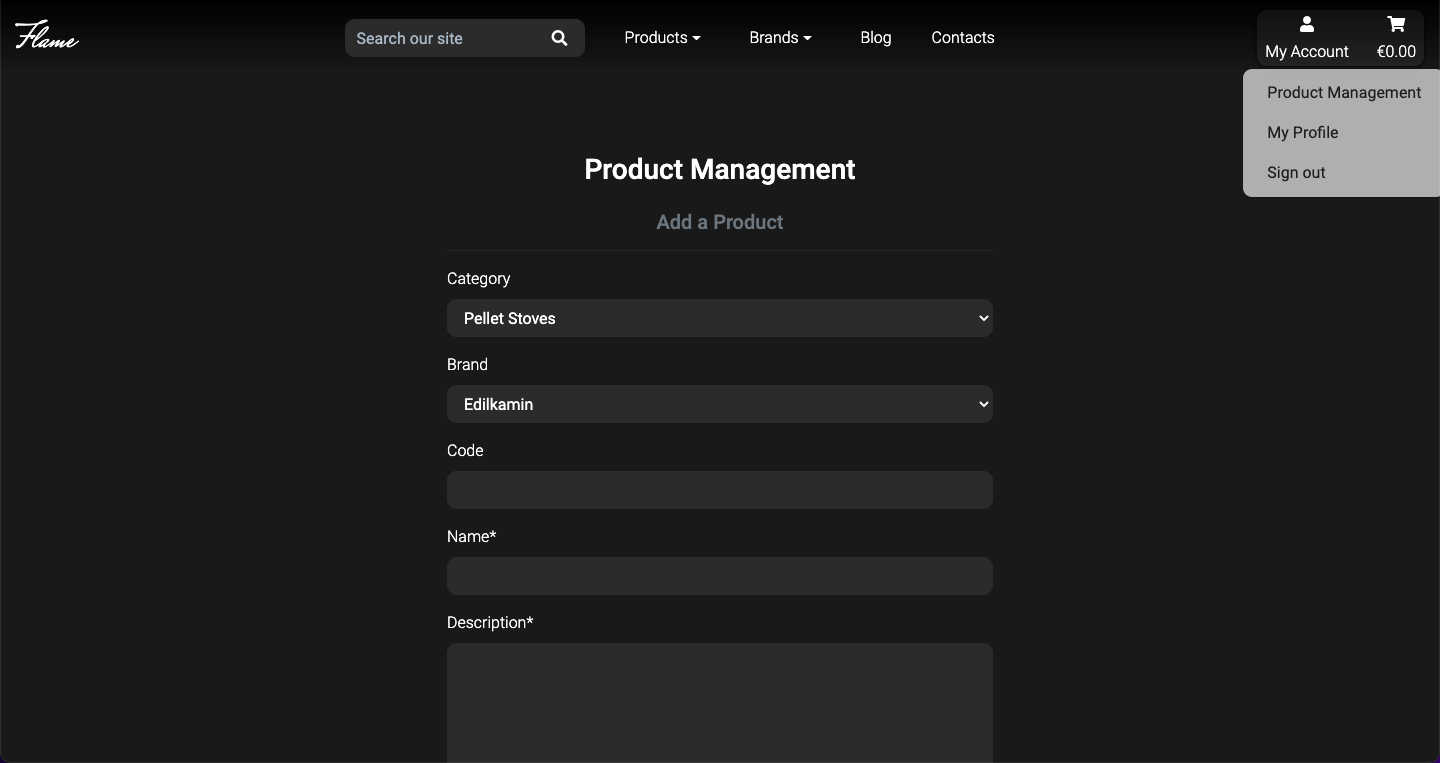 Flame
Search our site
Products
Brands
Blog
Contacts
My Account
€0.00
Product Management
My Profile
Sign out
Product Management
Add a Product
Category
Pellet Stoves
Brand
Edilkamin
Code
Name*
Description*